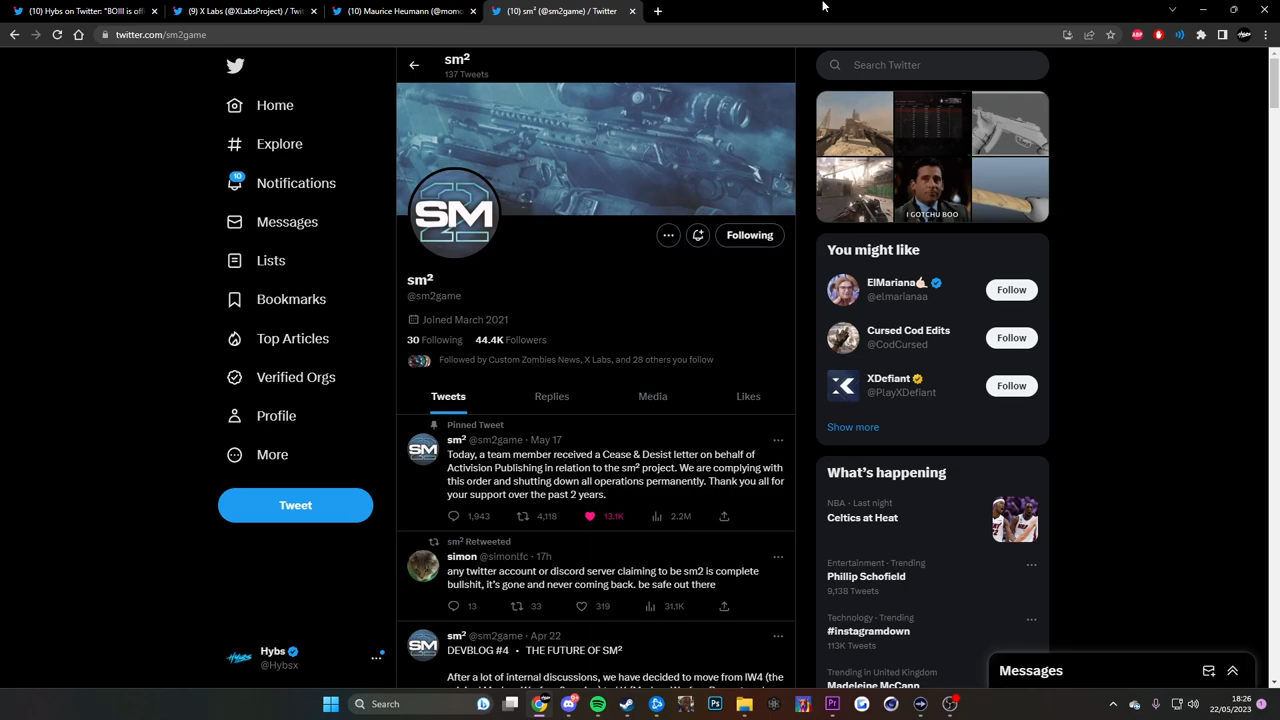 (10) Hybs on Twitter: "BOIII is offi
(9) X Labs (@XLabsProject) / Twit
(10) Maurice Heumann (@momo
(10) sm² (@sm2game) / Twitter
twitter.com/sm2game
ABP
sm²
137 Tweets
Search Twitter
Home
Explore
10
Notifications
Messages
Lists
Bookmarks
Top Articles
Verified Orgs
Profile
More
Tweet
SM
2
Following
I GOTCHU BOO
sm²
@sm2game
Joined March 2021
30 Following 44.4K Followers
Followed by Custom Zombies News, X Labs, and 28 others you follow
Tweets
Replies
Media
Likes
Pinned Tweet
sm² @sm2game · May 17
Today, a team member received a Cease & Desist letter on behalf of
Activision Publishing in relation to the sm² project. We are complying with
this order and shutting down all operations permanently. Thank you all for
your support over the past 2 years.
1,943
4,118
13.1K
2.2M
sm² Retweeted
simon @simonlfc · 17h
any twitter account or discord server claiming to be sm2 is complete
bullshit, it's gone and never coming back. be safe out there
13
33
319
31.1K
sm² @sm2game · Apr 22
DEVBLOG #4 • THE FUTURE OF SM²
After a lot of internal discussions, we have decided to move from IW4 (the
You might like
ElMariana
@elmarianaa
Follow
Cursed Cod Edits
@CodCursed
Follow
XDefiant
@PlayXDefiant
Follow
Show more
What's happening
NBA · Last night
Celtics at Heat
Entertainment · Trending
Phillip Schofield
9,138 Tweets
Technology · Trending
#instagramdown
113K Tweets
Trending in United Kingdom
Madeleine McCann
Messages
Hybs
@Hybsx
Search
18:26
22/05/2023